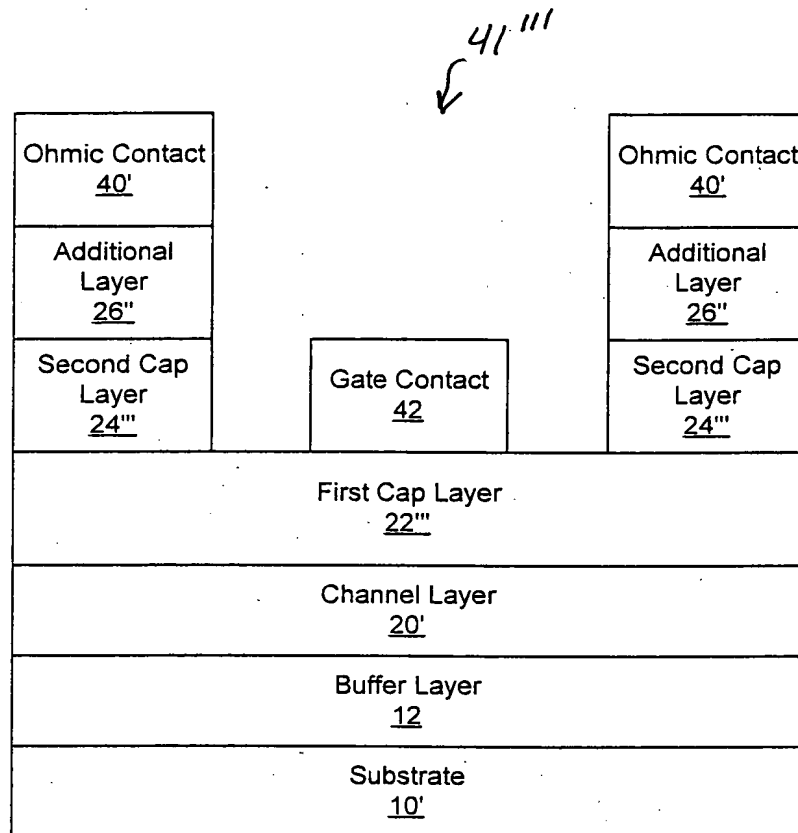 41'''
Ohmic Contact
40'
Ohmic Contact
40'
Additional
Layer
26"
Additional
Layer
26"
Second Cap
Layer
24'''
Gate Contact
42
Second Cap
Layer
24'''
First Cap Layer
22'''
Channel Layer
20'
Buffer Layer
12
Substrate
10'